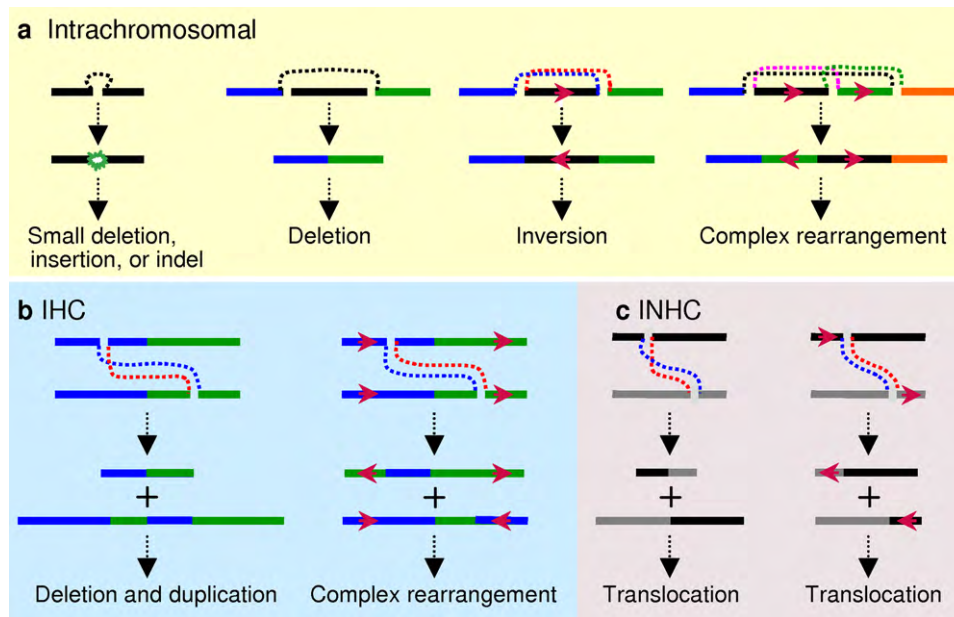 a Intrachromosomal
Small deletion,
insertion, or indel
Deletion
Inversion
Complex rearrangement
b IHC
c INHC
+
+
+
+
Deletion and duplication
Complex rearrangement
Translocation
Translocation